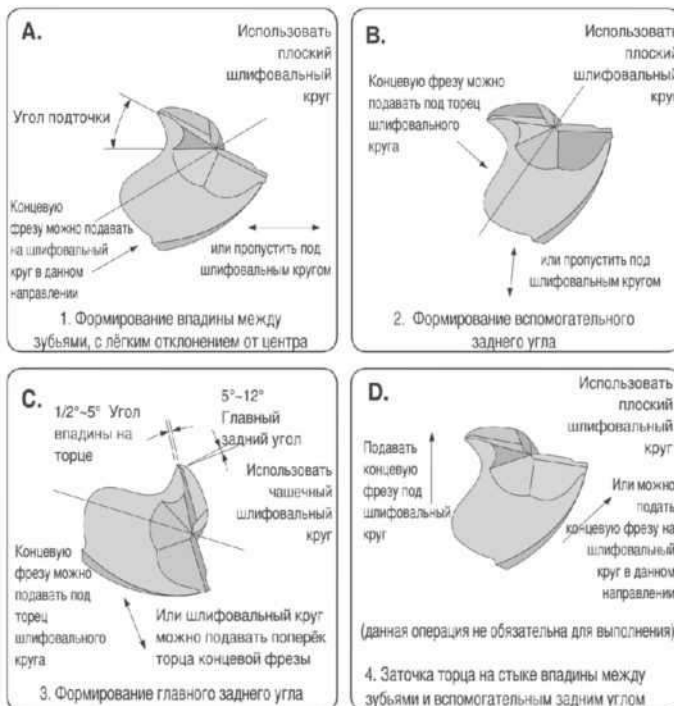 A.
Использовать
плоский
шлифовальный
круг
Угол подточки
Концевую
фрезу можно подавать
на шлифовальный
круг в данном
направлении
или пропустить под
шлифовальным кругом
1. Формирование впадины между
зубьями, с лёгким отклонением от центра
B.
Использовать
плоский
шлифовальный
круг
Концевую фрезу можно
подавать под торец
шлифовального
круга
или пропустить под
шлифовальным кругом
2. Формирование вспомогательного
заднего угла
C.
1/2°~5° Угол
впадины на
торце
5°~12°
Главный
задний угол
Использовать
чашечный
шлифовальный
круг
Концевую
фрезу можно
подавать под
торец
шлифовального
круга
Или шлифовальный круг
можно подавать поперёк
торца концевой фрезы
3. Формирование главного заднего угла
D.
Использовать
плоский
шлифовальный
круг
Подавать
концевую
фрезу под
шлифовальный
круг
Или можно
подать
концевую фрезу на
шлифовальный
круг в данном
направлении
(данная операция не обязательна для выполнения)
4. Заточка торца на стыке впадины между
зубьями и вспомогательным задним углом